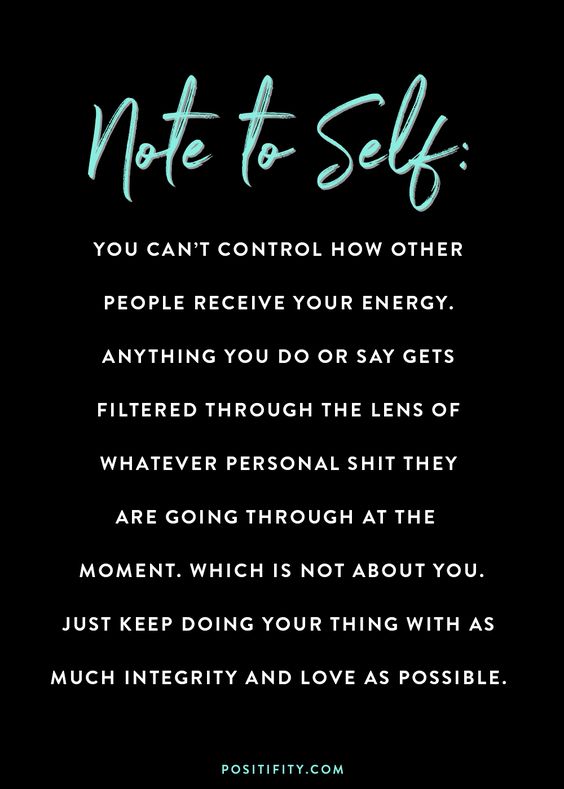 Note to Self:
YOU CAN'T CONTROL HOW OTHER
PEOPLE RECEIVE YOUR ENERGY.
ANYTHING YOU DO OR SAY GETS
FILTERED THROUGH THE LENS OF
WHATEVER PERSONAL SHIT THEY
ARE GOING THROUGH AT THE
MOMENT. WHICH IS NOT ABOUT YOU.
JUST KEEP DOING YOUR THING WITH AS
MUCH INTEGRITY AND LOVE AS POSSIBLE.
POSITIFITY.COM